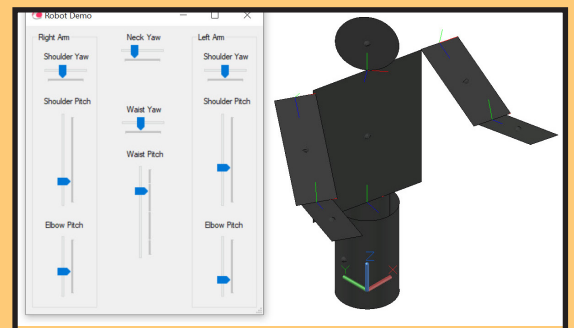 Robot Demo
Right Arm
Neck Yaw
Left Arm
Shoulder Yaw
Shoulder Yaw
Shoulder Pitch
Waist Yaw
Shoulder Pitch
Waist Pitch
Elbow Pitch
Elbow Pitch
Z
Y
X